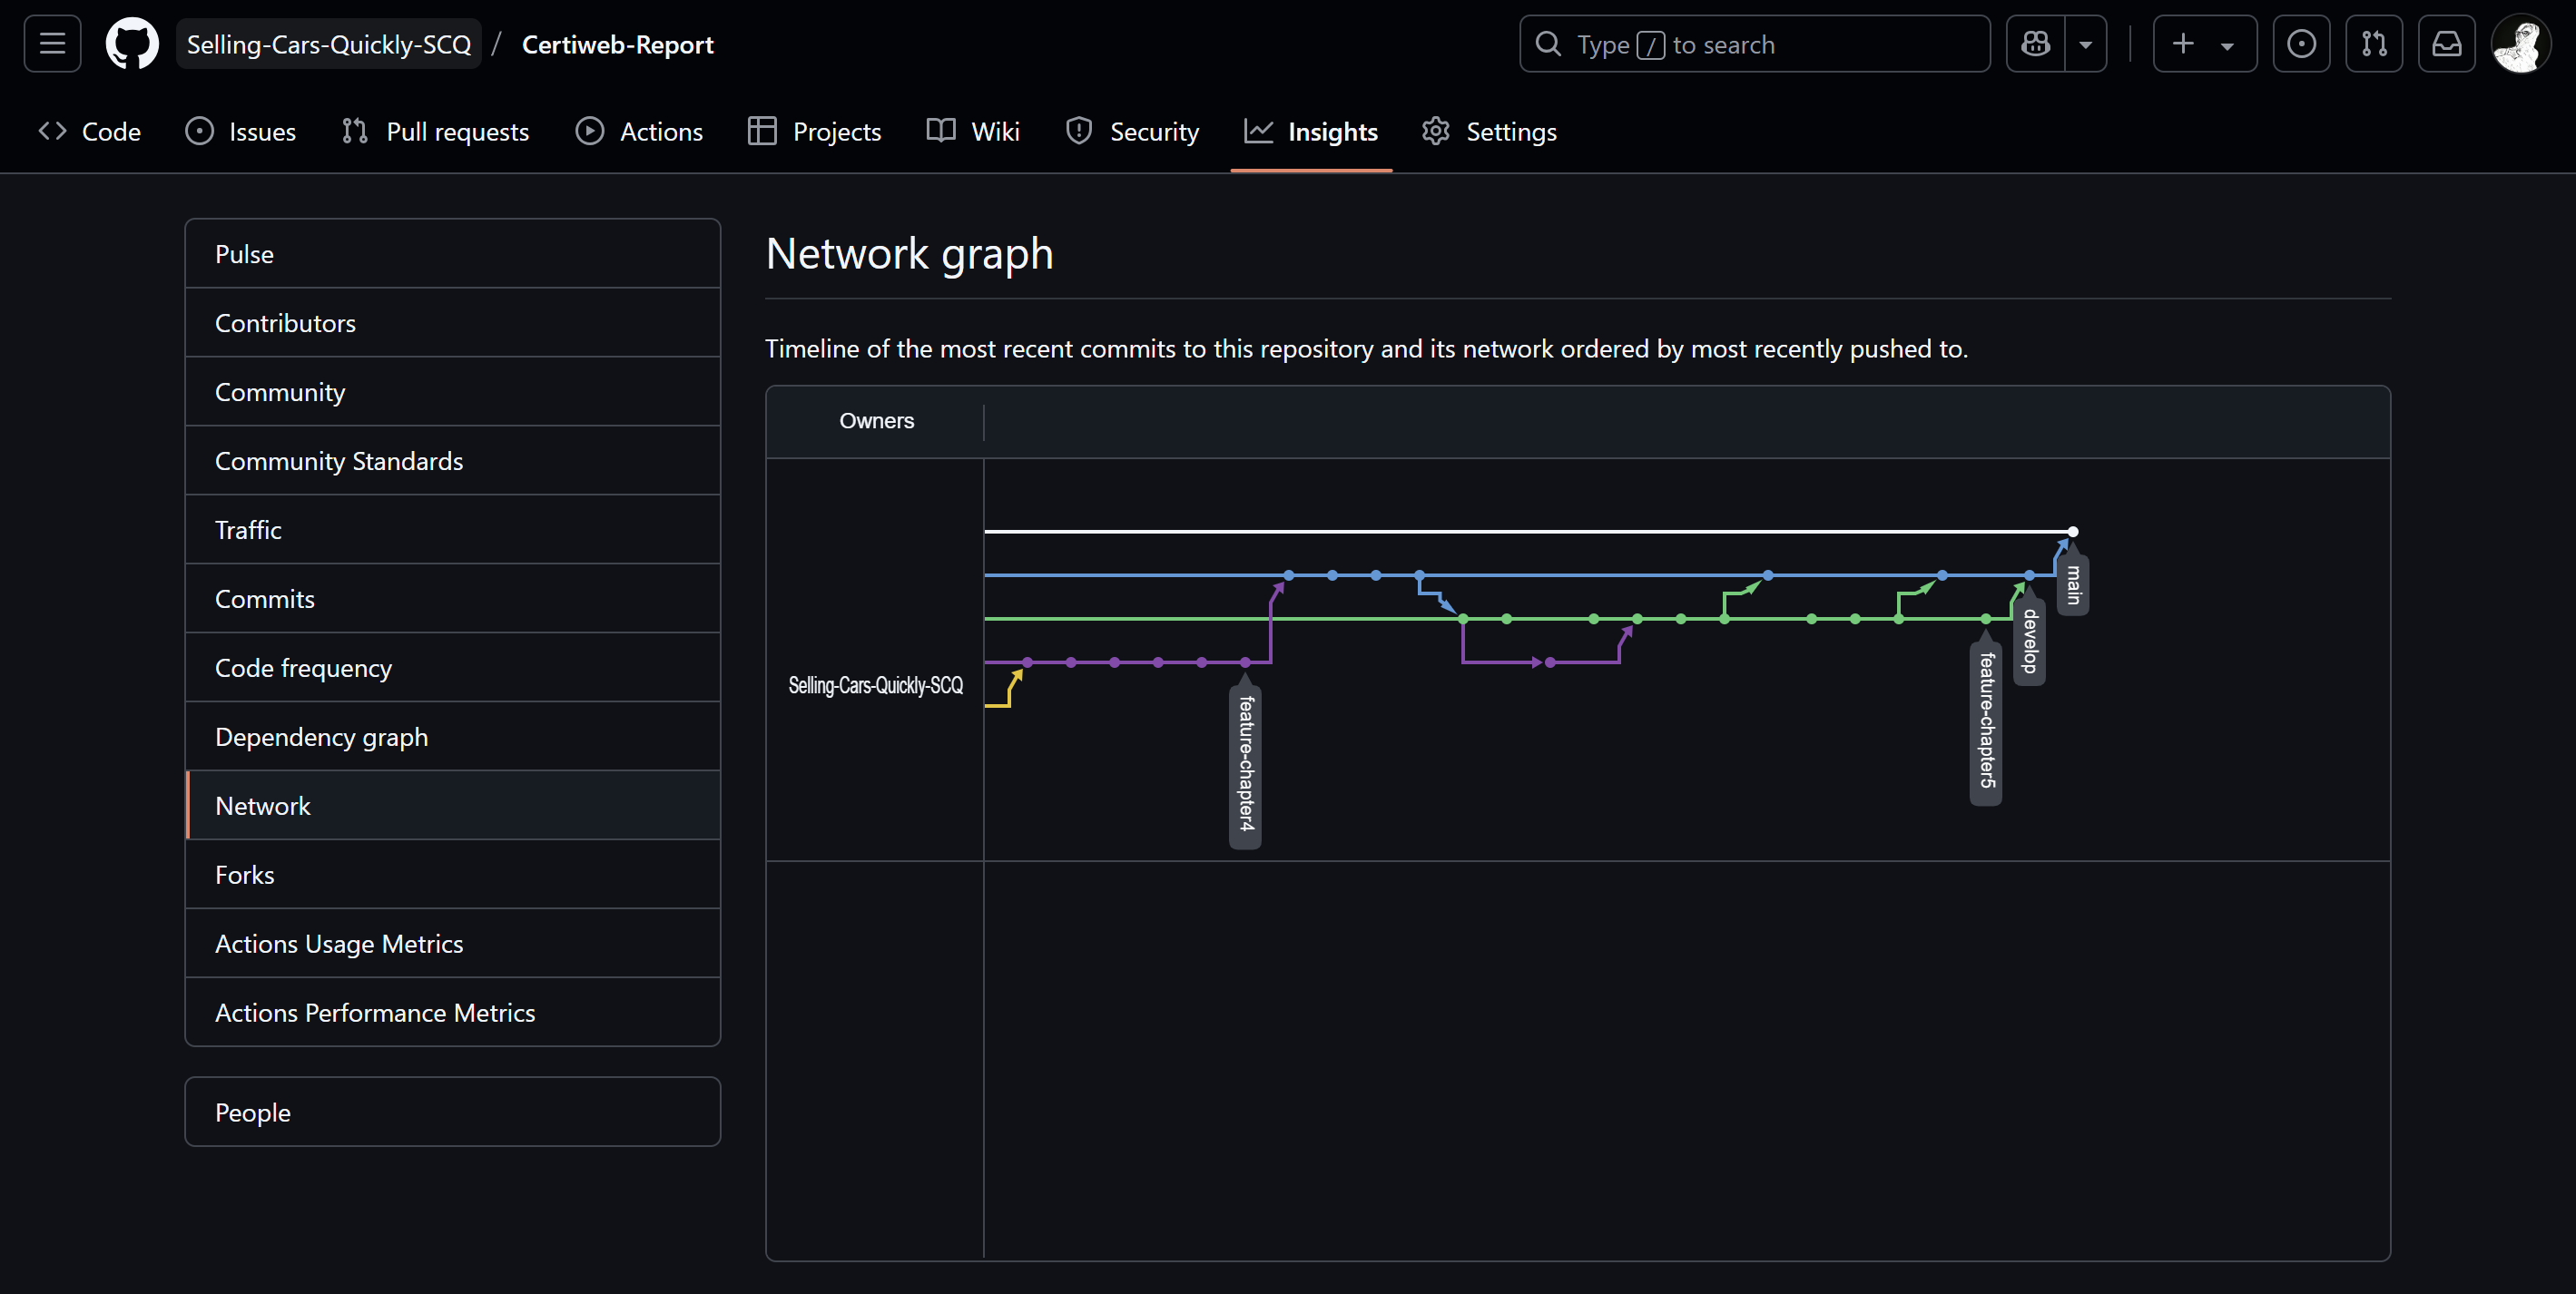 Selling-Cars-Quickly-SCQ / Certiweb-Report
Type / to search
Code
Issues
Pull requests
Actions
Projects
Wiki
Security
Insights
Settings
Pulse
Contributors
Community
Community Standards
Traffic
Commits
Code frequency
Dependency graph
Network
Forks
Actions Usage Metrics
Actions Performance Metrics
People
Network graph
Timeline of the most recent commits to this repository and its network ordered by most recently pushed to.
Owners
Selling-Cars-Quickly-SCQ
feature-chapter4
feature-chapter5
develop
main